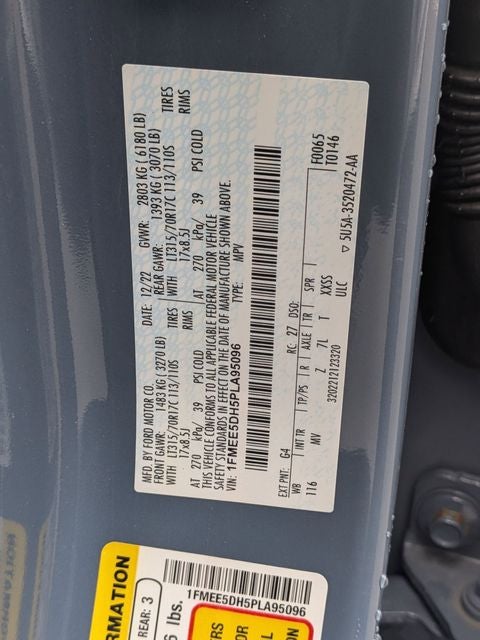 MFD. BY FORD MOTOR CO.
DATE: 12/22 GVWR: 2803 KG ( 6180 LB)
FRONT GAWR: 1483 KG (3270 LB) REAR GAWR: 1393 KG ( 3070 LB)
WITH LT315/70R17C 113/110S TIRES WITH LT315/70R17C 113/110S TIRES
17x8.5J RIMS 17x8.5J RIMS
AT 270 kPa/ 39 PSI COLD AT 270 kPa/ 39 PSI COLD
THIS VEHICLE CONFORMS TO ALL APPLICABLE FEDERAL MOTOR VEHICLE
SAFETY STANDARDS IN EFFECT ON THE DATE OF MANUFACTURE SHOWN ABOVE.
VIN: 1FMEE5DH5PLA95096 TYPE: MPV
F0065
T0146
EXT PNT: G4 RC: 27 DSO:
WB INT TR TP/PS R AXLE TR SPR
116 MV Z 7L T XXSS
3202212123320 ULC
▽ 5U5A-3520472-AA
RMATION
REAR: 3
lbs.
1FMEE5DH5PLA95096